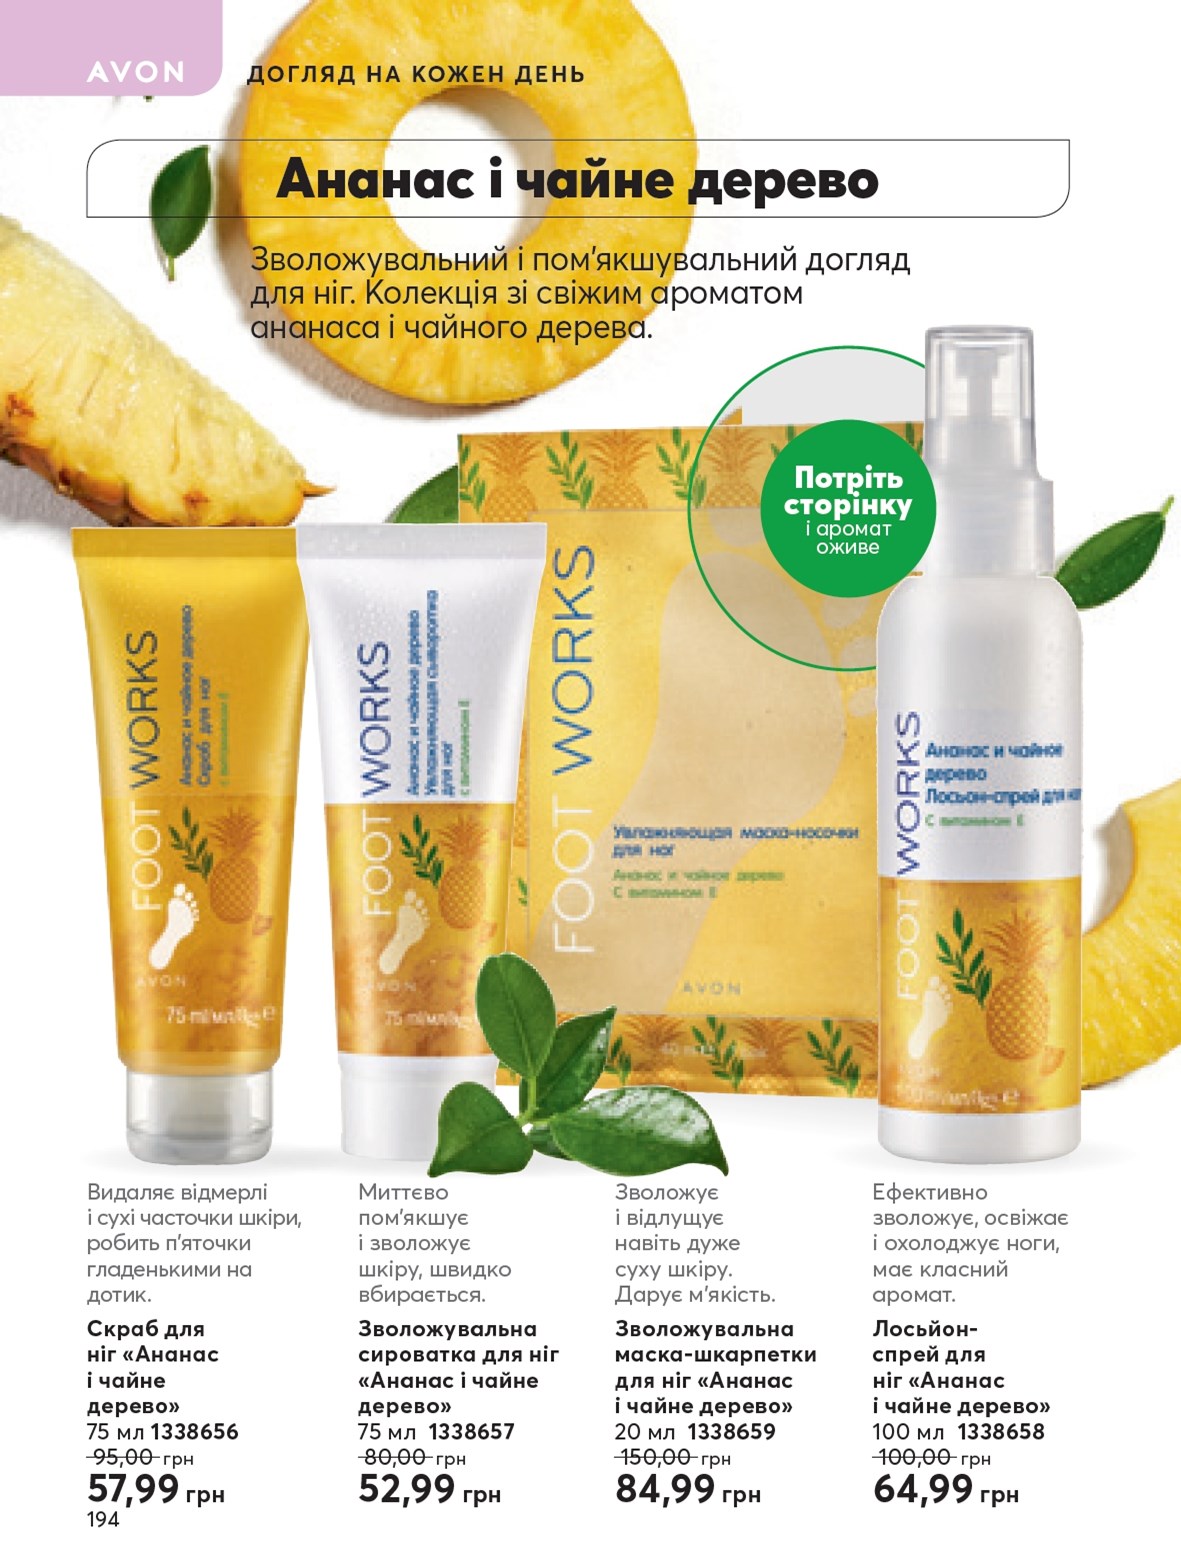 AVON
ДОГЛЯД НА КОЖЕН ДЕНЬ
Ананас і чайне дерево
Зволожувальний і пом'якшувальний догляд
для ніг. Колекція зі свіжим ароматом
ананаса і чайного дерева.
Потріть
сторінку
і аромат
оживе
FOOT WORKS
Ананас и чайное дерево
Скраб для ног
с витамином Е
AVON
75 ml/мл/
FOOT WORKS
Ананас и чайное дерево
Увлажняющая сыворотка
для ног
с витамином Е
AVON
75 ml/мл/
FOOT WORKS
Увлажняющая маска-носочки
для ног
Ананас и чайное дерево
С витамином Е
AVON
FOOT WORKS
Ананас и чайное
дерево
Лосьон-спрей для ног
С витамином Е
AVON
Видаляє відмерлі
і сухі часточки шкіри,
робить п'яточки
гладенькими на
дотик.
Скраб для
ніг «Ананас
і чайне
дерево»
75 мл 1338656
95,00 грн
57,99 грн
Миттєво
пом'якшує
і зволожує
шкіру, швидко
вбирається.
Зволожувальна
сироватка для ніг
«Ананас і чайне
дерево»
75 мл 1338657
80,00 грн
52,99 грн
Зволожує
і відлущує
навіть дуже
суху шкіру.
Дарує м'якість.
Зволожувальна
маска-шкарпетки
для ніг «Ананас
і чайне дерево»
20 мл 1338659
150,00 грн
84,99 грн
Ефективно
зволожує, освіжає
і охолоджує ноги,
має класний
аромат.
Лосьйон-
спрей для
ніг «Ананас
і чайне дерево»
100 мл 1338658
100,00 грн
64,99 грн
194